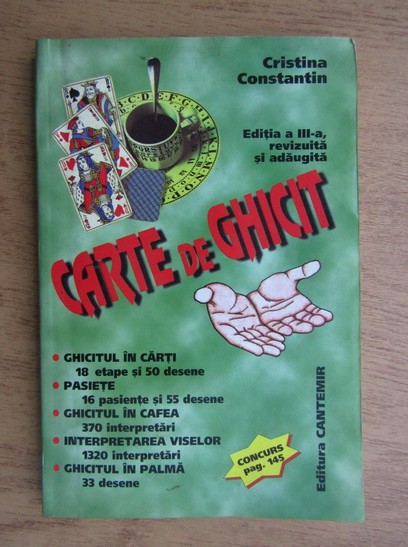 Cristina
Constantin
Ediția a III-a,
revizuită
și adăugită
CARTE DE GHICIT
• GHICITUL ÎN CĂRȚI
18 etape și 50 desene
• PASIEȚE
16 pasiențe și 55 desene
• GHICITUL ÎN CAFEA
370 interpretări
• INTERPRETAREA VISELOR
1320 interpretări
• GHICITUL ÎN PALMĂ
33 desene
CONCURS
pag. 145
Editura CANTEMIR